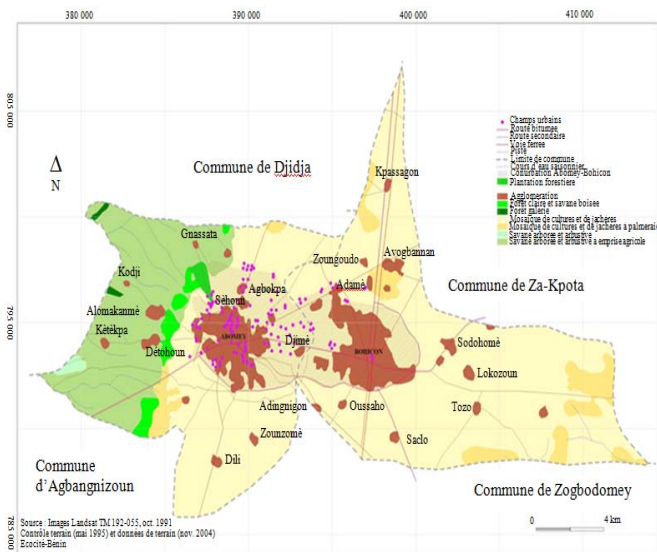 380 000
390 000
400 000
410 000
805 000
795 000
785 000
Δ
N
Commune de Djidja
Kpassagon
Champs urbains
Route bitumée
Route secondaire
Voie ferrée
Piste
Limite de commune
Cours d'eau saisonnier
Conurbation Abomey-Bohicon
Plantation forestière
Agglomération
Forêt claire et savane boisée
Forêt galerie
Mosaïque de cultures et de jachères
Mosaïque de cultures et de jachères à palmeraie
Savane arborée et arbustive
Savane arborée et arbustive à emprise agricole
Gnassata
Zoungoudo
Avogbannan
Kodji
Agbokpa
Adamè
Commune de Za-Kpota
Sèhoun
Alomakanmè
Kètèkpa
Détohoun
ABOMEY
Djimè
BOHICON
Sodohomè
Lokozoun
Adingnigon
Oussaho
Tozo
Zounzomè
Saclo
Dili
Commune
d'Agbangnizoun
Commune de Zogbodomey
Source : Images Landsat TM 192-055, oct. 1991
Contrôle terrain (mai 1995) et données de terrain (nov. 2004)
Ecocité-Bénin
0
4 km